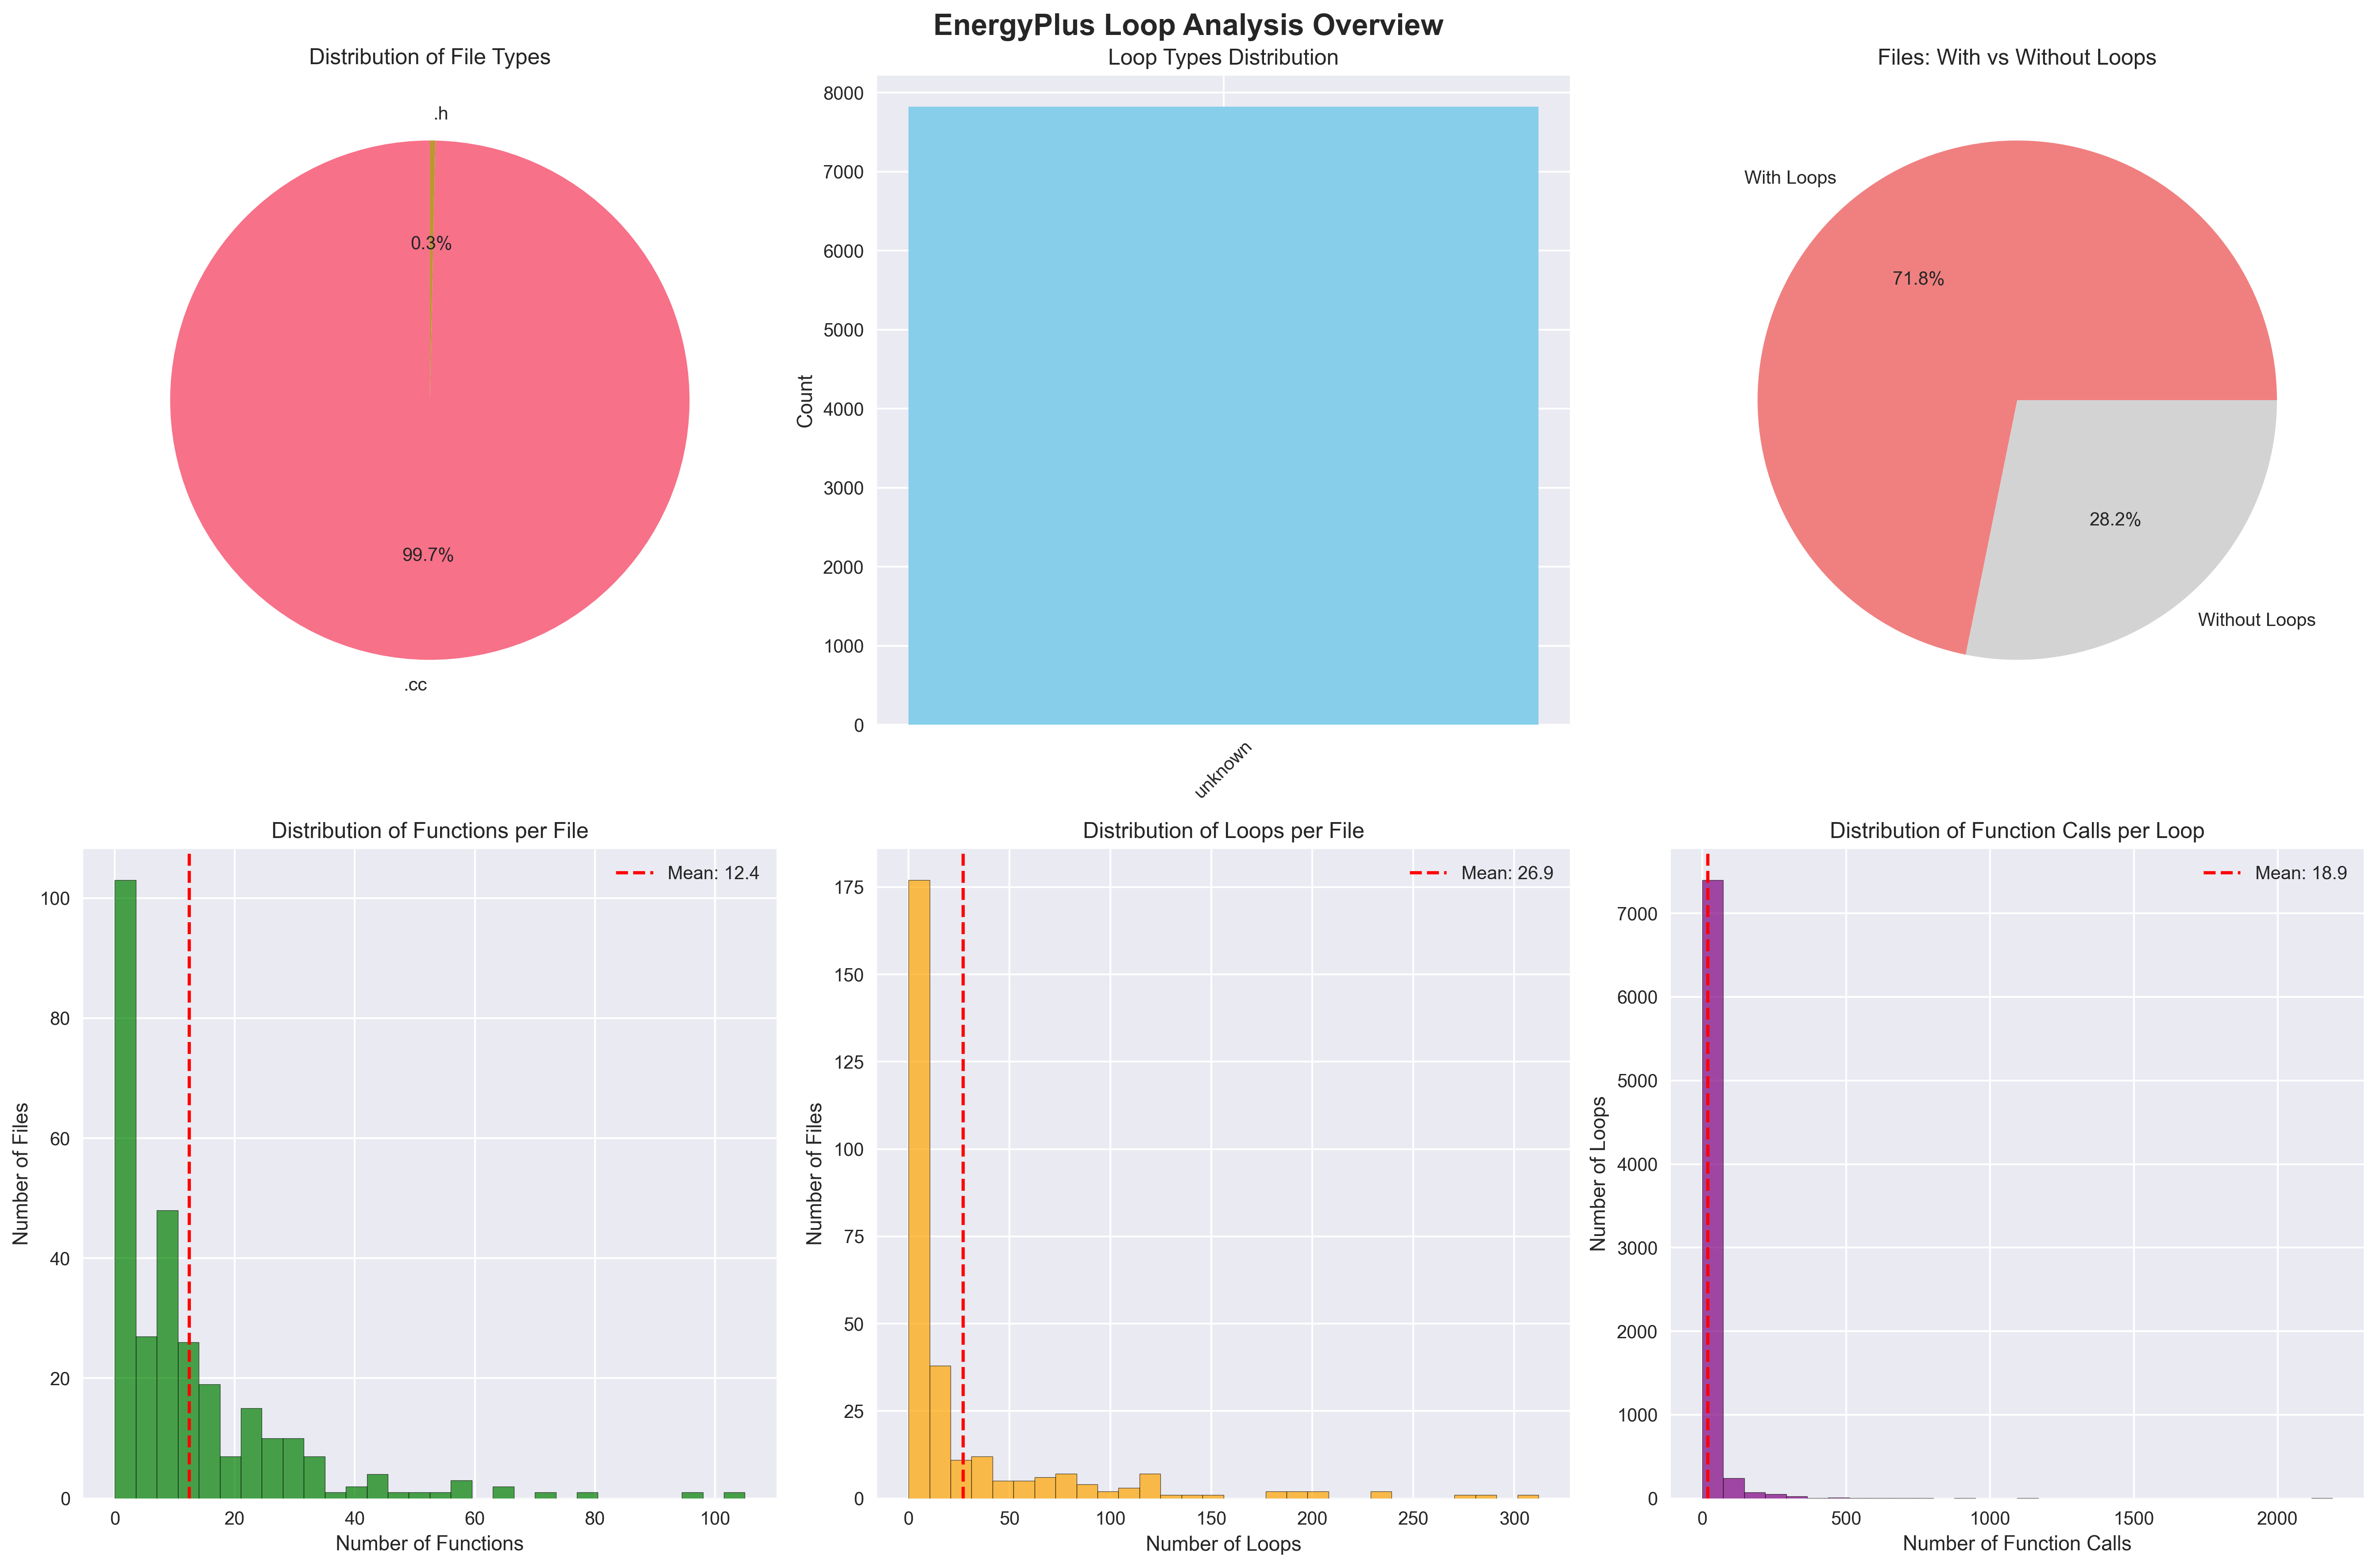 EnergyPlus Loop Analysis Overview
Distribution of File Types
.h
0.3%
99.7%
.cc
Loop Types Distribution
8000
7000
6000
5000
4000
3000
2000
1000
0
Count
unknown
Files: With vs Without Loops
With Loops
71.8%
28.2%
Without Loops
Distribution of Functions per File
Mean: 12.4
100
80
60
40
20
0
Number of Files
0 20 40 60 80 100
Number of Functions
Distribution of Loops per File
Mean: 26.9
175
150
125
100
75
50
25
0
Number of Files
0 50 100 150 200 250 300
Number of Loops
Distribution of Function Calls per Loop
Mean: 18.9
7000
6000
5000
4000
3000
2000
1000
0
Number of Loops
0 500 1000 1500 2000
Number of Function Calls